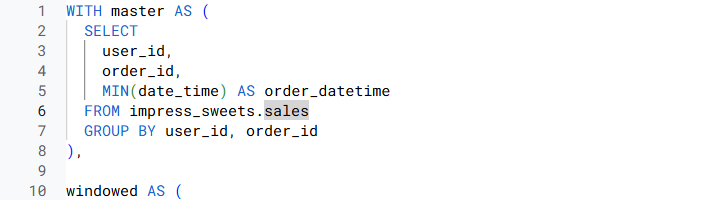 1 WITH master AS (
2 SELECT
3 user_id,
4 order_id,
5 MIN(date_time) AS order_datetime
6 FROM impress_sweets.sales
7 GROUP BY user_id, order_id
8 ),
9
10 windowed AS (